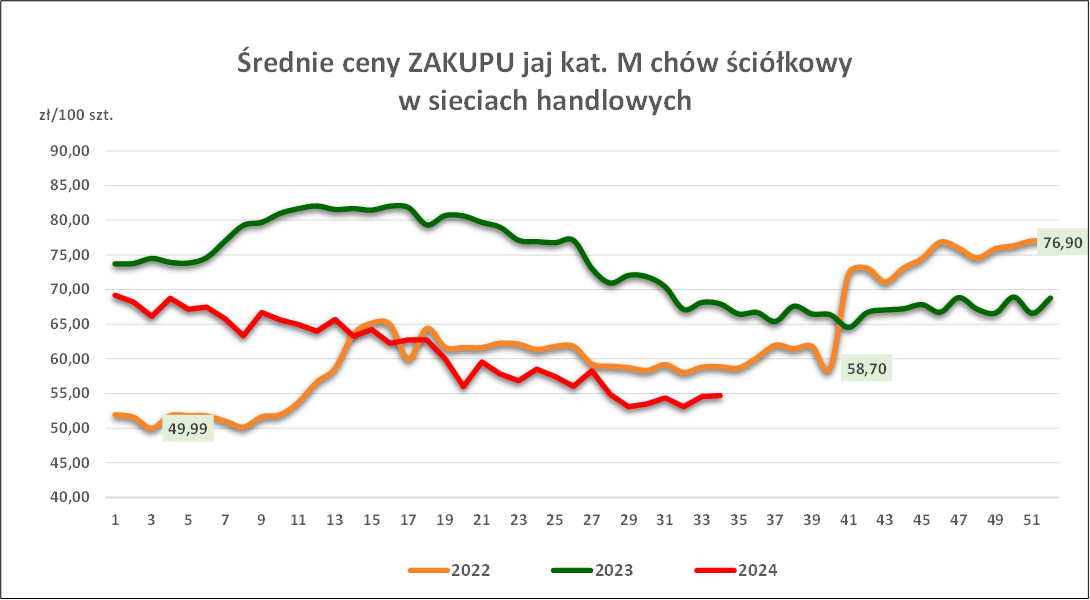 Średnie ceny ZAKUPU jaj kat. M chów ściółkowy
w sieciach handlowych
zł/100 szt.
90,00
85,00
80,00
75,00
70,00
65,00
60,00
55,00
50,00
45,00
40,00
76,90
58,70
49,99
1 3 5 7 9 11 13 15 17 19 21 23 25 27 29 31 33 35 37 39 41 43 45 47 49 51
2022 2023 2024